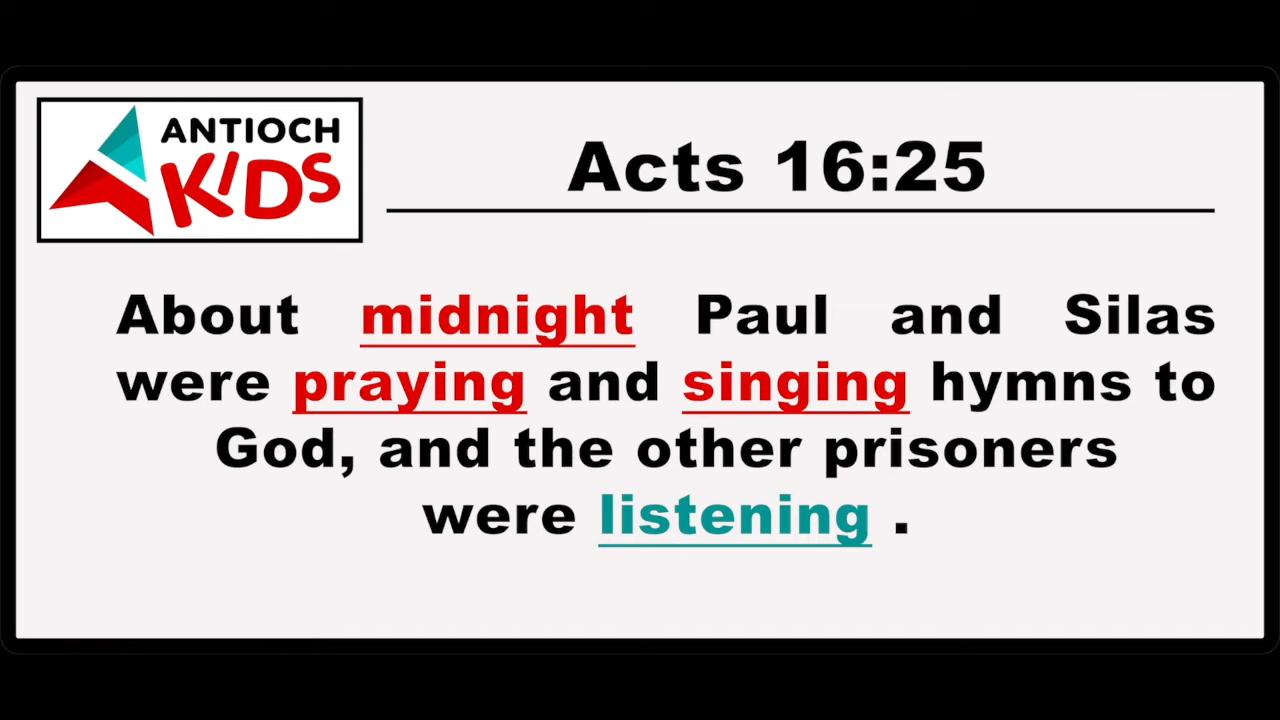 ANTIOCH
KIDS
Acts 16:25
About midnight Paul and Silas
were praying and singing hymns to
God, and the other prisoners
were listening .